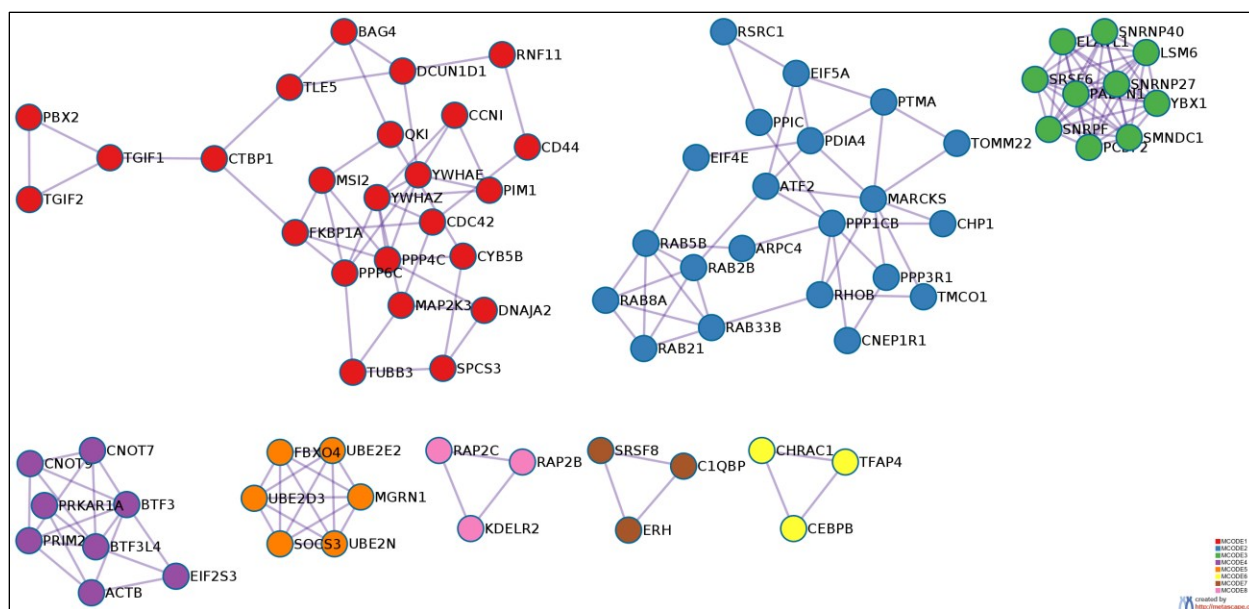 BAG4
RNF11
DCUN1D1
TLE5
PBX2
CCNI
QKI
CD44
TGIF1
CTBP1
YWHAE
MSI2
PIM1
TGIF2
YWHAZ
CDC42
FKBP1A
PPP4C
CYB5B
PPP6C
MAP2K3
DNAJA2
TUBB3
SPCS3
RSRC1
EIF5A
PTMA
PPIC
PDIA4
TOMM22
EIF4E
ATF2
MARCKS
PPP1CB
CHP1
RAB5B
ARPC4
RAB2B
PPP3R1
RAB8A
RHOB
TMCO1
RAB33B
RAB21
CNEP1R1
SNRNP40
LSM6
SRSF6
SNRNP27
YBX1
SNRPF
SMNDC1
CNOT7
CNOT9
PRKAR1A
BTF3
PRIM2
BTF3L4
EIF2S3
ACTB
FBXO4
UBE2E2
UBE2D3
MGRN1
SOCS3
UBE2N
RAP2C
RAP2B
KDELR2
SRSF8
C1QBP
ERH
CHRAC1
TFAP4
CEBPB
MCODE1
MCODE2
MCODE3
MCODE4
MCODE5
MCODE6
MCODE7
MCODE8
created by